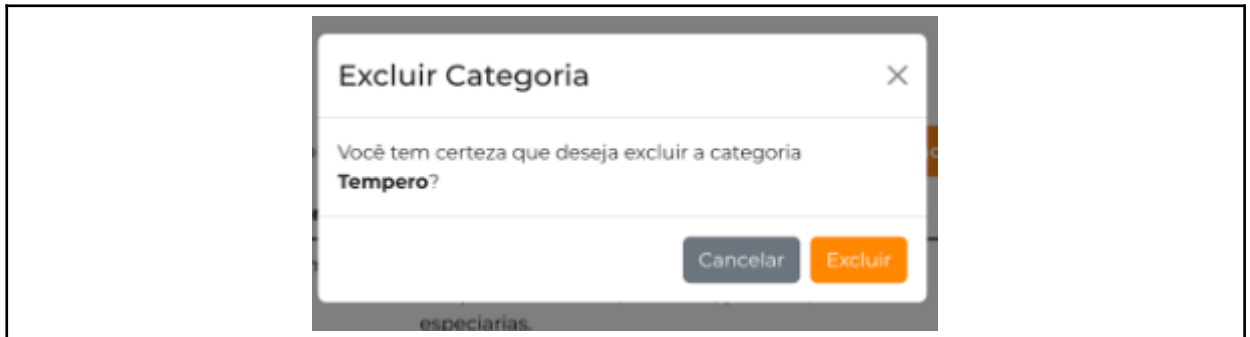 Excluir Categoria
Você tem certeza que deseja excluir a categoria
Tempero?
Cancelar Excluir
especiarias.